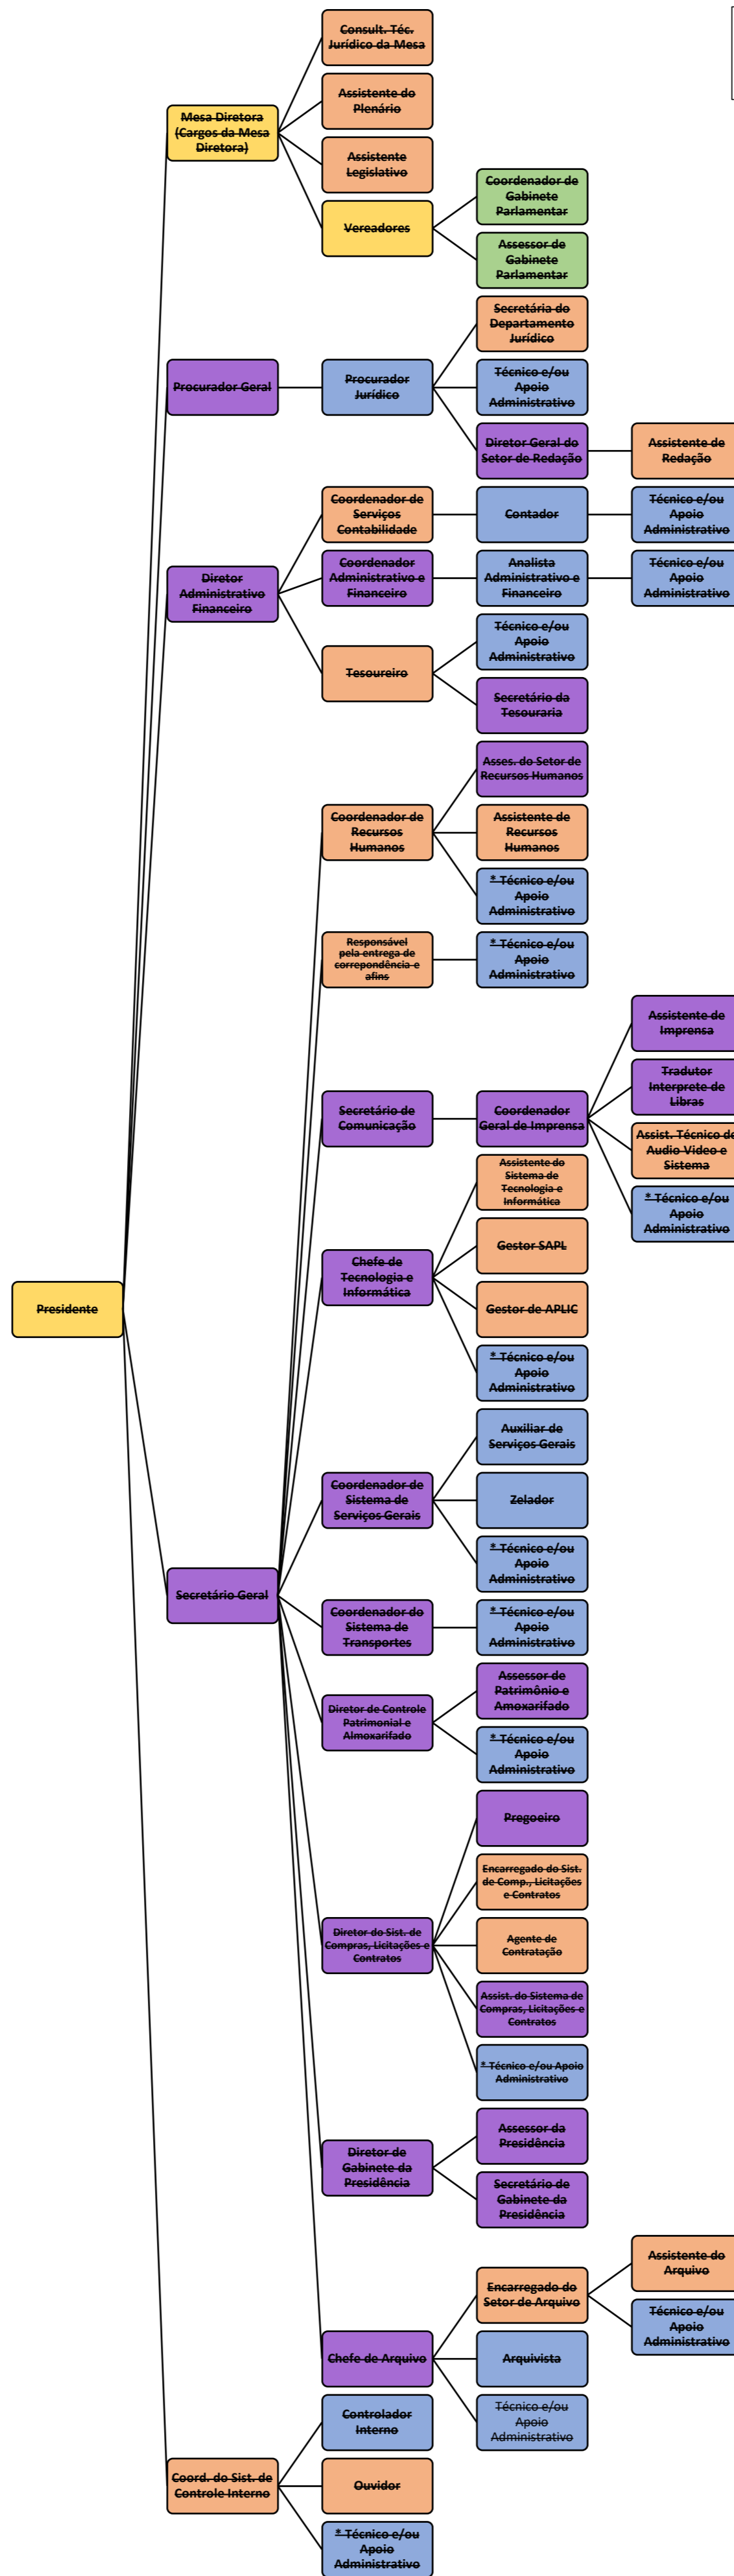 Consult. Téc.
Jurídico da Mesa
Assistente do
Plenário
Mesa Diretora
(Cargos da Mesa
Diretora)
Assistente
Legislativo
Coordenador de
Gabinete
Parlamentar
Vereadores
Assessor de
Gabinete
Parlamentar
Secretária do
Departamento
Jurídico
Procurador Geral
Procurador
Jurídico
Técnico e/ou
Apoio
Administrativo
Diretor Geral do
Setor de Redação
Assistente de
Redação
Coordenador de
Serviços
Contabilidade
Contador
Técnico e/ou
Apoio
Administrativo
Diretor
Administrativo
Financeiro
Coordenador
Administrativo e
Financeiro
Analista
Administrativo e
Financeiro
Técnico e/ou
Apoio
Administrativo
Tesoureiro
Técnico e/ou
Apoio
Administrativo
Secretário da
Tesouraria
Asses. do Setor de
Recursos Humanos
Coordenador de
Recursos
Humanos
Assistente de
Recursos
Humanos
* Técnico e/ou
Apoio
Administrativo
Responsável
pela entrega de
correpondência e
afins
* Técnico e/ou
Apoio
Administrativo
Assistente de
Imprensa
Secretário de
Comunicação
Coordenador
Geral de Imprensa
Tradutor
Interprete de
Libras
Assist. Técnico de
Audio Video e
Sistema
* Técnico e/ou
Apoio
Administrativo
Assistente do
Sistema de
Tecnologia e
Informática
Chefe de
Tecnologia e
Informática
Gestor SAPL
Presidente
Gestor de APLIC
* Técnico e/ou
Apoio
Administrativo
Auxiliar de
Serviços Gerais
Coordenador de
Sistema de
Serviços Gerais
Zelador
* Técnico e/ou
Apoio
Administrativo
Secretário Geral
Coordenador do
Sistema de
Transportes
* Técnico e/ou
Apoio
Administrativo
Assessor de
Patrimônio e
Amoxarifado
Diretor de Controle
Patrimonial e
Almoxarifado
* Técnico e/ou
Apoio
Administrativo
Pregoeiro
Encarregado do Sist.
de Comp., Licitações
e Contratos
Diretor do Sist. de
Compras, Licitações e
Contratos
Agente de
Contratação
Assist. do Sistema de
Compras, Licitações e
Contratos
* Técnico e/ou Apoio
Administrativo
Assessor da
Presidência
Diretor de
Gabinete da
Presidência
Secretário de
Gabinete da
Presidência
Assistente do
Arquivo
Encarregado do
Setor de Arquivo
Técnico e/ou
Apoio
Administrativo
Chefe de Arquivo
Arquivista
Técnico e/ou
Apoio
Administrativo
Controlador
Interno
Coord. do Sist. de
Controle Interno
Ouvidor
* Técnico e/ou
Apoio
Administrativo